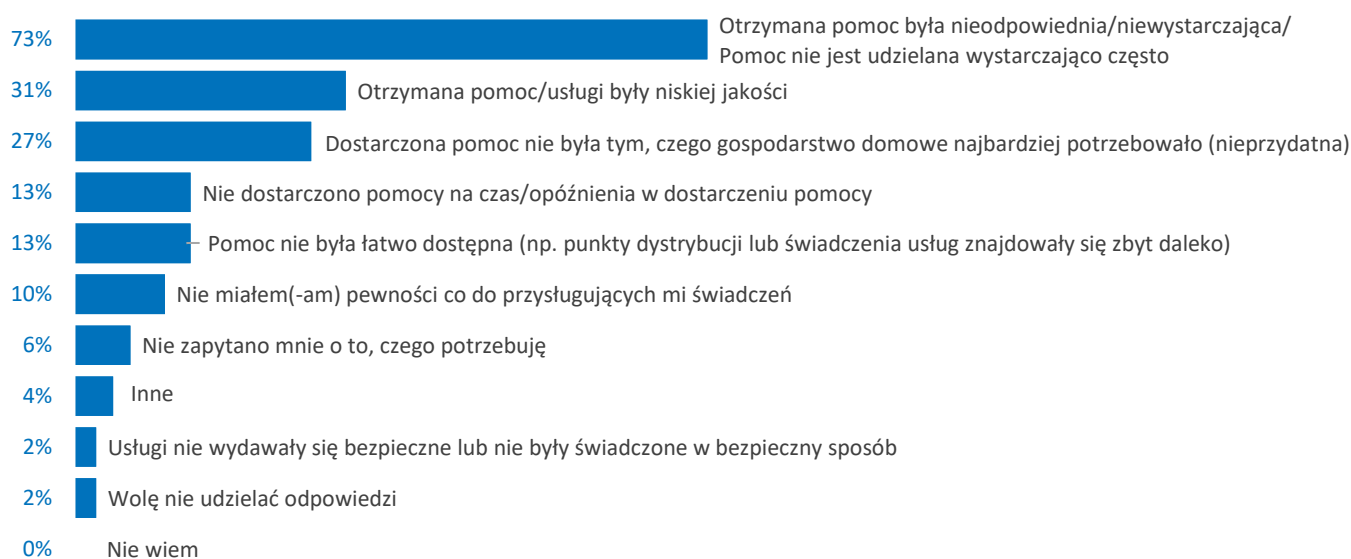 73% Otrzymana pomoc była nieodpowiednia/niewystarczająca/
Pomoc nie jest udzielana wystarczająco często
31% Otrzymana pomoc/usługi były niskiej jakości
27% Dostarczona pomoc nie była tym, czego gospodarstwo domowe najbardziej potrzebowało (nieprzydatna)
13% Nie dostarczono pomocy na czas/opóźnienia w dostarczeniu pomocy
13% Pomoc nie była łatwo dostępna (np. punkty dystrybucji lub świadczenia usług znajdowały się zbyt daleko)
10% Nie miałem(-am) pewności co do przysługujących mi świadczeń
6% Nie zapytano mnie o to, czego potrzebuję
4% Inne
2% Usługi nie wydawały się bezpieczne lub nie były świadczone w bezpieczny sposób
2% Wolę nie udzielać odpowiedzi
0% Nie wiem